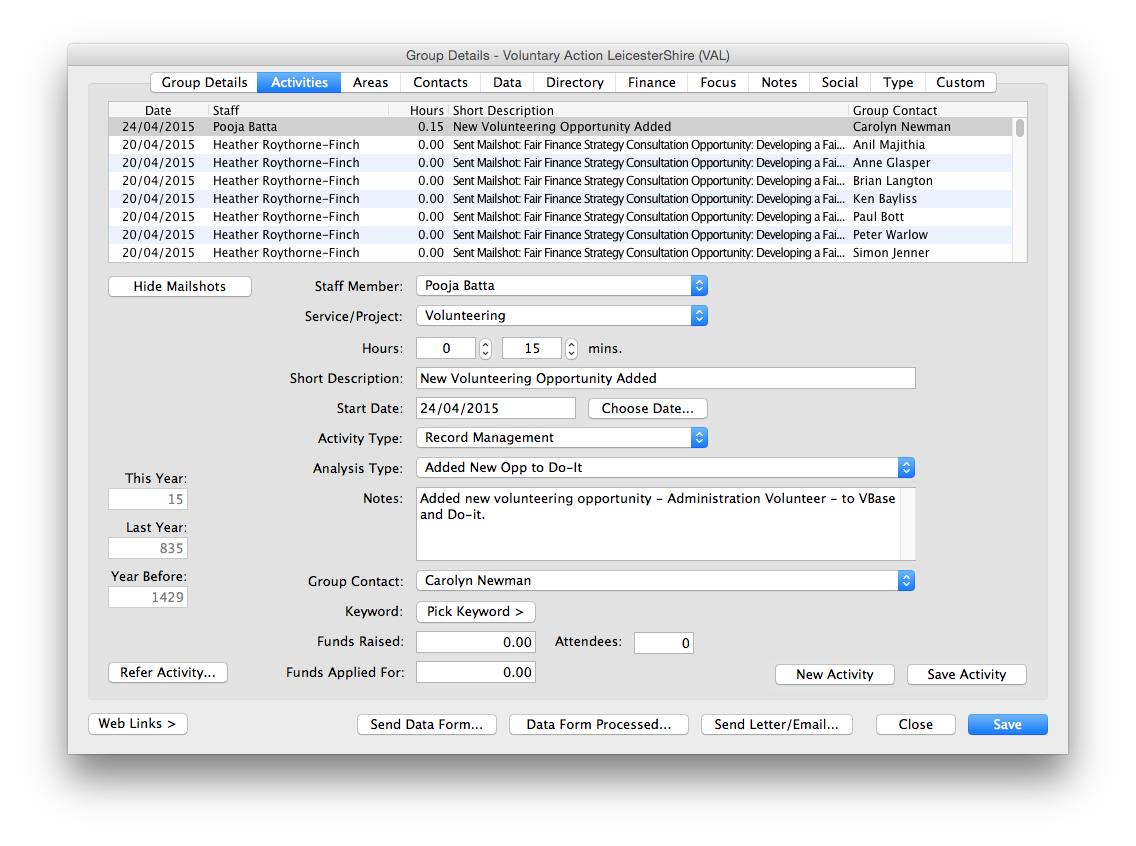 Group Details - Voluntary Action LeicesterShire (VAL)
Group Details Activities Areas Contacts Data Directory Finance Focus Notes Social Type Custom
Date Staff Hours Short Description Group Contact
24/04/2015 Pooja Batta 0.15 New Volunteering Opportunity Added Carolyn Newman
20/04/2015 Heather Roythorne-Finch 0.00 Sent Mailshot: Fair Finance Strategy Consultation Opportunity: Developing a Fai... Anil Majithia
20/04/2015 Heather Roythorne-Finch 0.00 Sent Mailshot: Fair Finance Strategy Consultation Opportunity: Developing a Fai... Anne Glasper
20/04/2015 Heather Roythorne-Finch 0.00 Sent Mailshot: Fair Finance Strategy Consultation Opportunity: Developing a Fai... Brian Langton
20/04/2015 Heather Roythorne-Finch 0.00 Sent Mailshot: Fair Finance Strategy Consultation Opportunity: Developing a Fai... Ken Bayliss
20/04/2015 Heather Roythorne-Finch 0.00 Sent Mailshot: Fair Finance Strategy Consultation Opportunity: Developing a Fai... Paul Bott
20/04/2015 Heather Roythorne-Finch 0.00 Sent Mailshot: Fair Finance Strategy Consultation Opportunity: Developing a Fai... Peter Warlow
20/04/2015 Heather Roythorne-Finch 0.00 Sent Mailshot: Fair Finance Strategy Consultation Opportunity: Developing a Fai... Simon Jenner
Hide Mailshots Staff Member: Pooja Batta
Service/Project: Volunteering
Hours: 0 15 mins.
Short Description: New Volunteering Opportunity Added
Start Date: 24/04/2015 Choose Date...
Activity Type: Record Management
Analysis Type: Added New Opp to Do-It
This Year:
15
Last Year:
835
Year Before:
1429
Notes: Added new volunteering opportunity - Administration Volunteer - to VBase
and Do-it.
Group Contact: Carolyn Newman
Keyword: Pick Keyword >
Funds Raised: 0.00 Attendees: 0
Refer Activity... Funds Applied For: 0.00 New Activity Save Activity
Web Links > Send Data Form... Data Form Processed... Send Letter/Email... Close Save